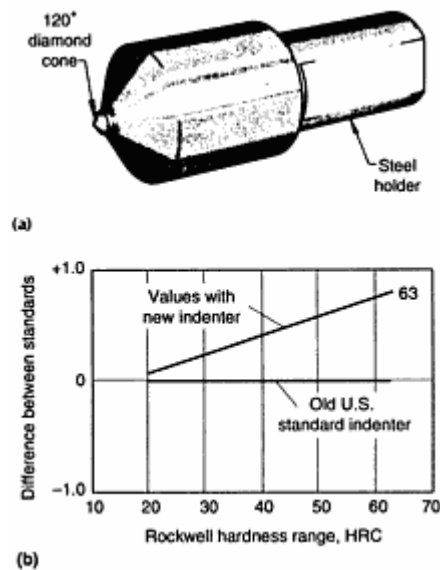 120°
diamond
cone
Steel
holder
(a)
Difference between standards
+1.0
0
−1.0
Values with
new indenter
63
Old U.S.
standard indenter
10 20 30 40 50 60 70
Rockwell hardness range, HRC
(b)